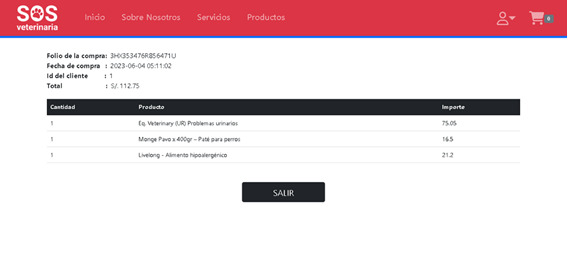 SOS
veterinaria
Inicio Sobre Nosotros Servicios Productos
0
Folio de la compra: 3HX353476R856471U
Fecha de compra : 2023-06-04 05:11:02
Id del cliente : 1
Total : S/. 112.75
Cantidad Producto Importe
1 Eq. Veterinary (UR) Problemas urinarios 75.05
1 Monge Pavo x 400gr – Paté para perros 16.5
1 Livelong - Alimento hipoalergénico 21.2
SALIR